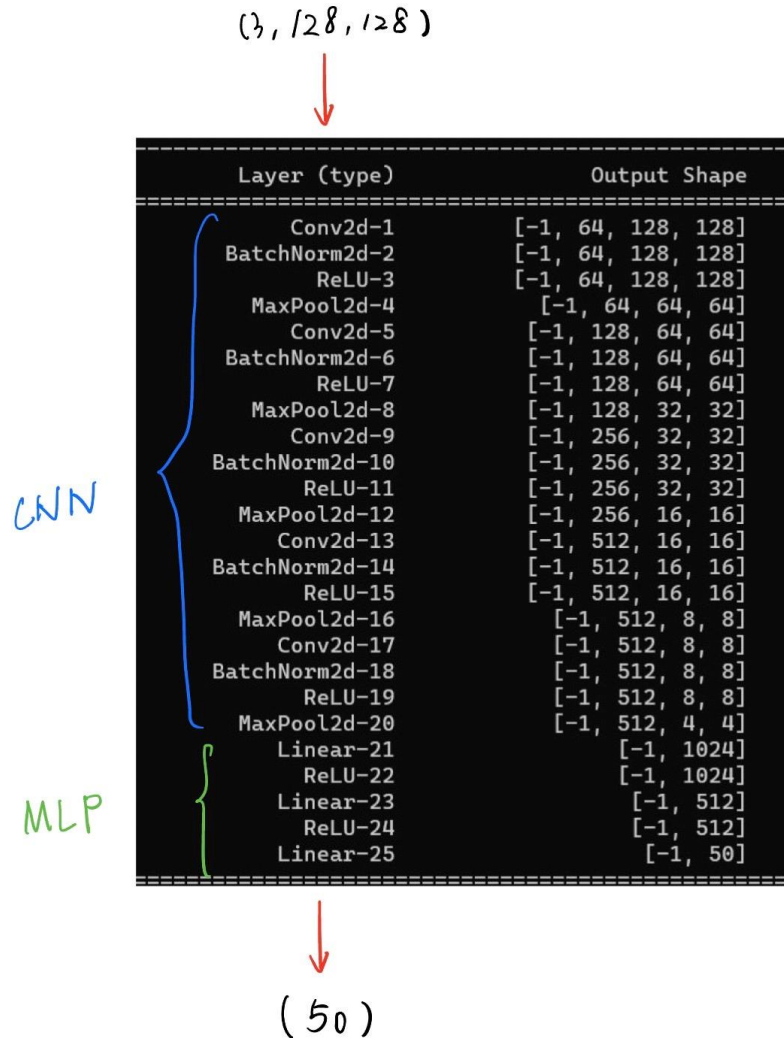 (3, 128, 128)
Layer (type) Output Shape
Conv2d-1 [-1, 64, 128, 128]
BatchNorm2d-2 [-1, 64, 128, 128]
ReLU-3 [-1, 64, 128, 128]
MaxPool2d-4 [-1, 64, 64, 64]
Conv2d-5 [-1, 128, 64, 64]
BatchNorm2d-6 [-1, 128, 64, 64]
ReLU-7 [-1, 128, 64, 64]
MaxPool2d-8 [-1, 128, 32, 32]
Conv2d-9 [-1, 256, 32, 32]
BatchNorm2d-10 [-1, 256, 32, 32]
ReLU-11 [-1, 256, 32, 32]
MaxPool2d-12 [-1, 256, 16, 16]
Conv2d-13 [-1, 512, 16, 16]
BatchNorm2d-14 [-1, 512, 16, 16]
ReLU-15 [-1, 512, 16, 16]
MaxPool2d-16 [-1, 512, 8, 8]
Conv2d-17 [-1, 512, 8, 8]
BatchNorm2d-18 [-1, 512, 8, 8]
ReLU-19 [-1, 512, 8, 8]
MaxPool2d-20 [-1, 512, 4, 4]
Linear-21 [-1, 1024]
ReLU-22 [-1, 1024]
Linear-23 [-1, 512]
ReLU-24 [-1, 512]
Linear-25 [-1, 50]
CNN
MLP
(50)